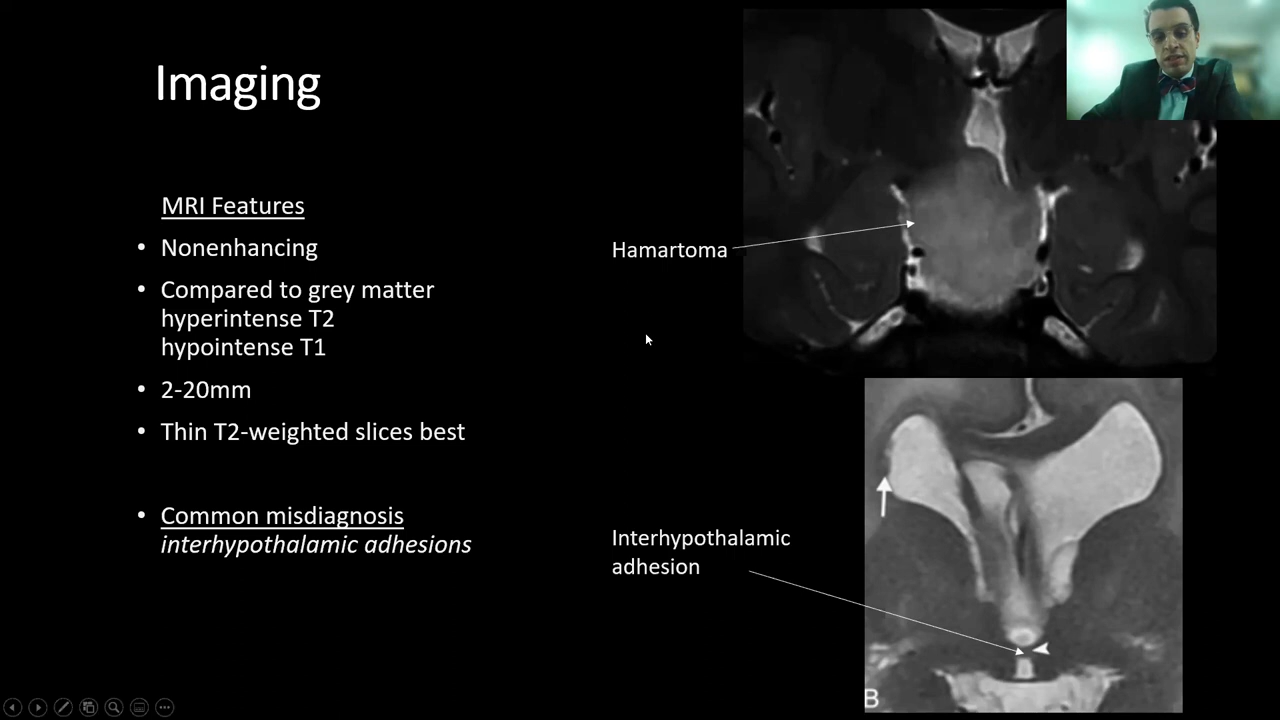 Imaging
MRI Features
• Nonenhancing
• Compared to grey matter
hyperintense T2
hypointense T1
• 2-20mm
• Thin T2-weighted slices best
• Common misdiagnosis
interhypothalamic adhesions
Hamartoma
Interhypothalamic
adhesion
B